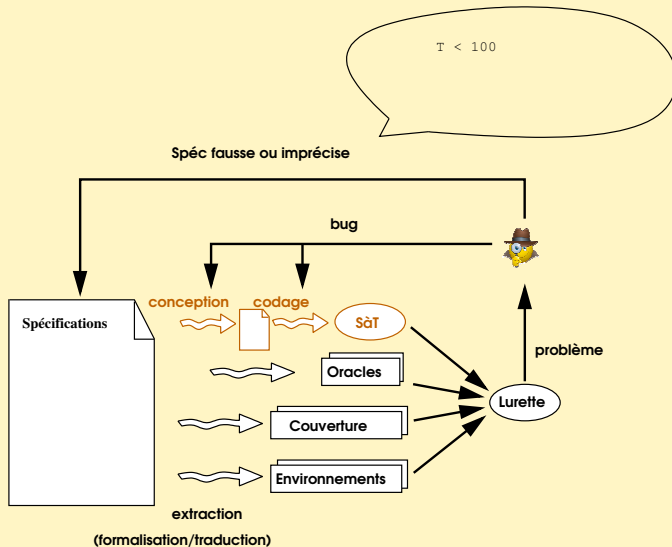 T < 100
Spéc fausse ou imprécise
bug
conception codage
Spécifications
SàT
problème
Oracles
Lurette
Couverture
Environnements
extraction
(formalisation/traduction)